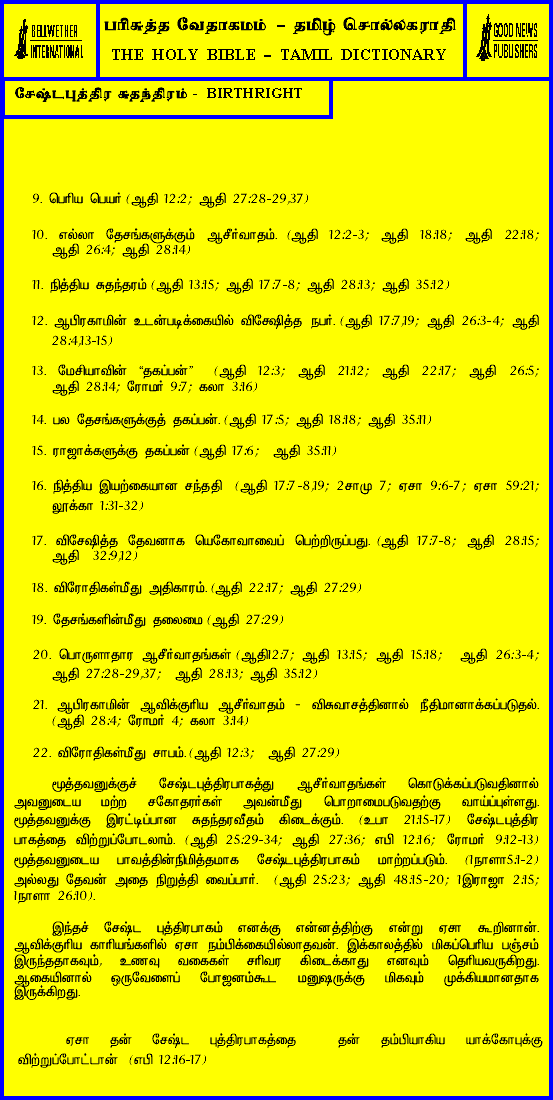 BELLWETHER
INTERNATIONAL
பரிசுத்த வேதாகமம் – தமிழ் சொல்லகராதி
THE HOLY BIBLE – TAMIL DICTIONARY
GOOD NEWS
PUBLISHERS
சேஷ்டபுத்திர சுதந்திரம் - BIRTHRIGHT
9. பெரிய பெயர் (ஆதி 12:2; ஆதி 27:28-29,37)
10. எல்லா தேசங்களுக்கும் ஆசீர்வாதம். (ஆதி 12:2-3; ஆதி 18:18; ஆதி 22:18;
ஆதி 26:4; ஆதி 28:14)
11. நித்திய சுதந்தரம் (ஆதி 13:15; ஆதி 17:7-8; ஆதி 28:13; ஆதி 35:12)
12. ஆபிரகாமின் உடன்படிக்கையில் விசேஷித்த நபர். (ஆதி 17:7,19; ஆதி 26:3-4; ஆதி
28:4,13-15)
13. மேசியாவின் “தகப்பன்” (ஆதி 12:3; ஆதி 21:12; ஆதி 22:17; ஆதி 26:5;
ஆதி 28:14; ரோமர் 9:7; கலா 3:16)
14. பல தேசங்களுக்குத் தகப்பன். (ஆதி 17:5; ஆதி 18:18; ஆதி 35:11)
15. ராஜாக்களுக்கு தகப்பன் (ஆதி 17:6; ஆதி 35:11)
16. நித்திய இயற்கையான சந்ததி (ஆதி 17:7-8,19; 2சாமு 7; ஏசா 9:6-7; ஏசா 59:21;
லூக்கா 1:31-32)
17. விசேஷித்த தேவனாக யெகோவாவைப் பெற்றிருப்பது. (ஆதி 17:7-8; ஆதி 28:15;
ஆதி 32:9,12)
18. விரோதிகள்மீது அதிகாரம். (ஆதி 22:17; ஆதி 27:29)
19. தேசங்களின்மீது தலைமை (ஆதி 27:29)
20. பொருளாதார ஆசீர்வாதங்கள் (ஆதி12:7; ஆதி 13:15; ஆதி 15:18; ஆதி 26:3-4;
ஆதி 27:28-29,37; ஆதி 28:13; ஆதி 35:12)
21. ஆபிரகாமின் ஆவிக்குரிய ஆசீர்வாதம் - விசுவாசத்தினால் நீதிமானாக்கப்படுதல்.
(ஆதி 28:4; ரோமர் 4; கலா 3:14)
22. விரோதிகள்மீது சாபம். (ஆதி 12:3; ஆதி 27:29)
மூத்தவனுக்குச் சேஷ்டபுத்திரபாகத்து ஆசீர்வாதங்கள் கொடுக்கப்படுவதினால்
அவனுடைய மற்ற சகோதரர்கள் அவன்மீது பொறாமைபடுவதற்கு வாய்ப்புள்ளது.
மூத்தவனுக்கு இரட்டிப்பான சுதந்தரவீதம் கிடைக்கும். (உபா 21:15-17) சேஷ்டபுத்திர
பாகத்தை விற்றுப்போடலாம். (ஆதி 25:29-34; ஆதி 27:36; எபி 12:16; ரோமர் 9:12-13)
மூத்தவனுடைய பாவத்தின்நிமித்தமாக சேஷ்டபுத்திரபாகம் மாற்றப்படும். (1நாளா5:1-2)
அல்லது தேவன் அதை நிறுத்தி வைப்பார். (ஆதி 25:23; ஆதி 48:15-20; 1இராஜா 2:15;
1நாளா 26:10).
இந்தச் சேஷ்ட புத்திரபாகம் எனக்கு என்னத்திற்கு என்று ஏசா கூறினான்.
ஆவிக்குரிய காரியங்களில் ஏசா நம்பிக்கையில்லாதவன். இக்காலத்தில் மிகப்பெரிய பஞ்சம்
இருந்ததாகவும், உணவு வகைகள் சரிவர கிடைக்காது எனவும் தெரியவருகிறது.
ஆகையினால் ஒருவேளைப் போஜனம்கூட மனுஷருக்கு மிகவும் முக்கியமானதாக
இருக்கிறது.
ஏசா தன் சேஷ்ட புத்திரபாகத்தை தன் தம்பியாகிய யாக்கோபுக்கு
விற்றுப்போட்டான் (எபி 12:16-17)